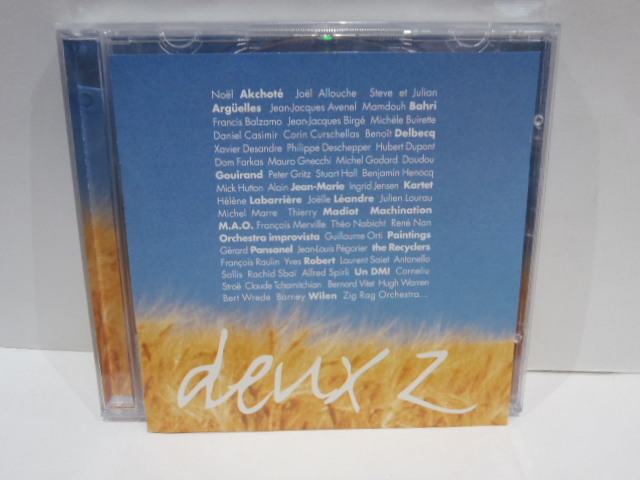 Noël Akchoté Joël Allouche Steve et Julian
Argüelles Jean-Jacques Avenel Mamdouh Bahri
Francis Balzamo Jean-Jacques Birgé Michèle Buirette
Daniel Casimir Corin Curschellas Benoît Delbecq
Xavier Desandre Philippe Deschepper Hubert Dupont
Dom Farkas Mauro Gnecchi Michel Godard Doudou
Gouirand Peter Gritz Stuart Hall Benjamin Henocq
Mick Hutton Alain Jean-Marie Ingrid Jensen Kartet
Hélène Labarrière Joëlle Léandre Julien Lourau
Michel Marre Thierry Madiot Machination
M.A.O. François Merville Théo Nabicht René Nan
Orchestra improvista Guillaume Orti Paintings
Gérard Pansanel Jean-Louis Pégorier the Recyclers
François Raulin Yves Robert Laurent Saïet Antonello
Salis Rachid Sbaï Alfred Spirli Un DMI Corneliu
Stroë Claude Tchamitchian Bernard Vitet Hugh Warren
Bert Wrede Barney Wilen Zig Rag Orchestra...
deux z